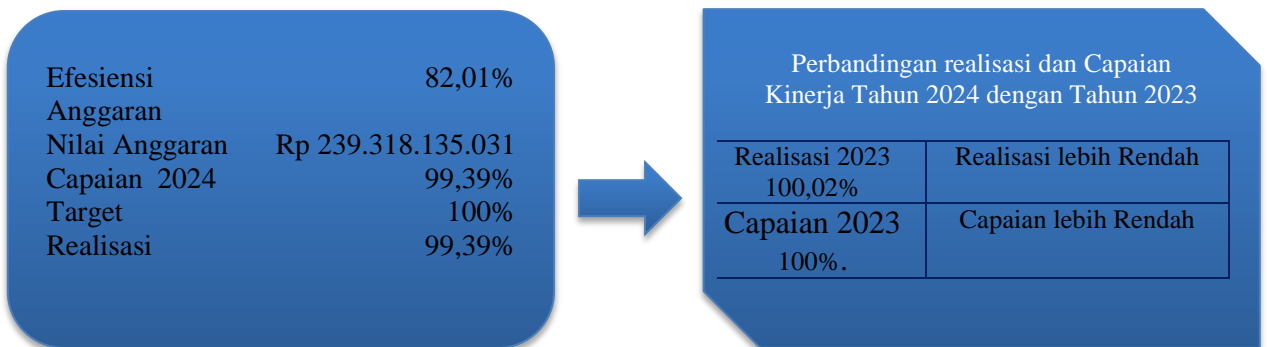 Efesiensi 82,01%
Anggaran
Nilai Anggaran Rp 239.318.135.031
Capaian 2024 99,39%
Target 100%
Realisasi 99,39%
Perbandingan realisasi dan Capaian
Kinerja Tahun 2024 dengan Tahun 2023
Realisasi 2023 Realisasi lebih Rendah
100,02%
Capaian 2023 Capaian lebih Rendah
100%.